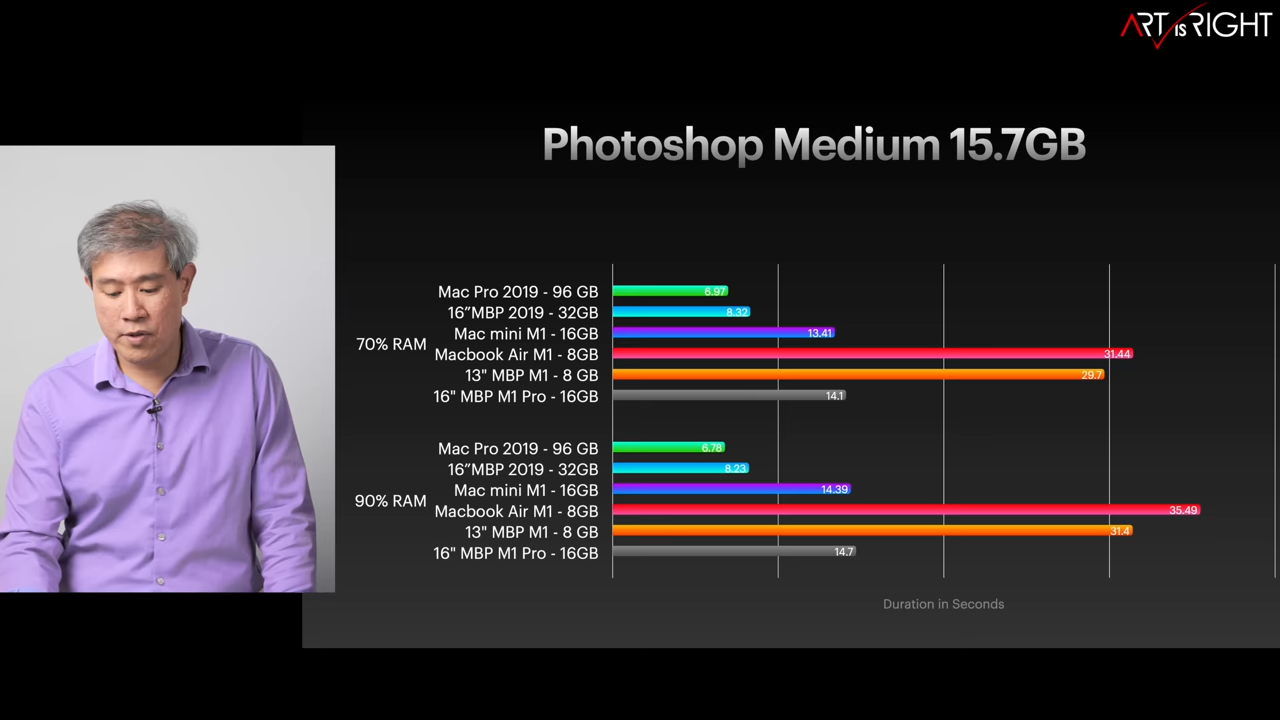 ART iS RIGHT
Photoshop Medium 15.7GB
70% RAM
Mac Pro 2019 - 96 GB 6.97
16″MBP 2019 - 32GB 8.32
Mac mini M1 - 16GB 13.41
Macbook Air M1 - 8GB 31.44
13" MBP M1 - 8 GB 29.7
16" MBP M1 Pro - 16GB 14.1
90% RAM
Mac Pro 2019 - 96 GB 6.78
16″MBP 2019 - 32GB 8.23
Mac mini M1 - 16GB 14.39
Macbook Air M1 - 8GB 35.49
13" MBP M1 - 8 GB 31.4
16" MBP M1 Pro - 16GB 14.7
Duration in Seconds